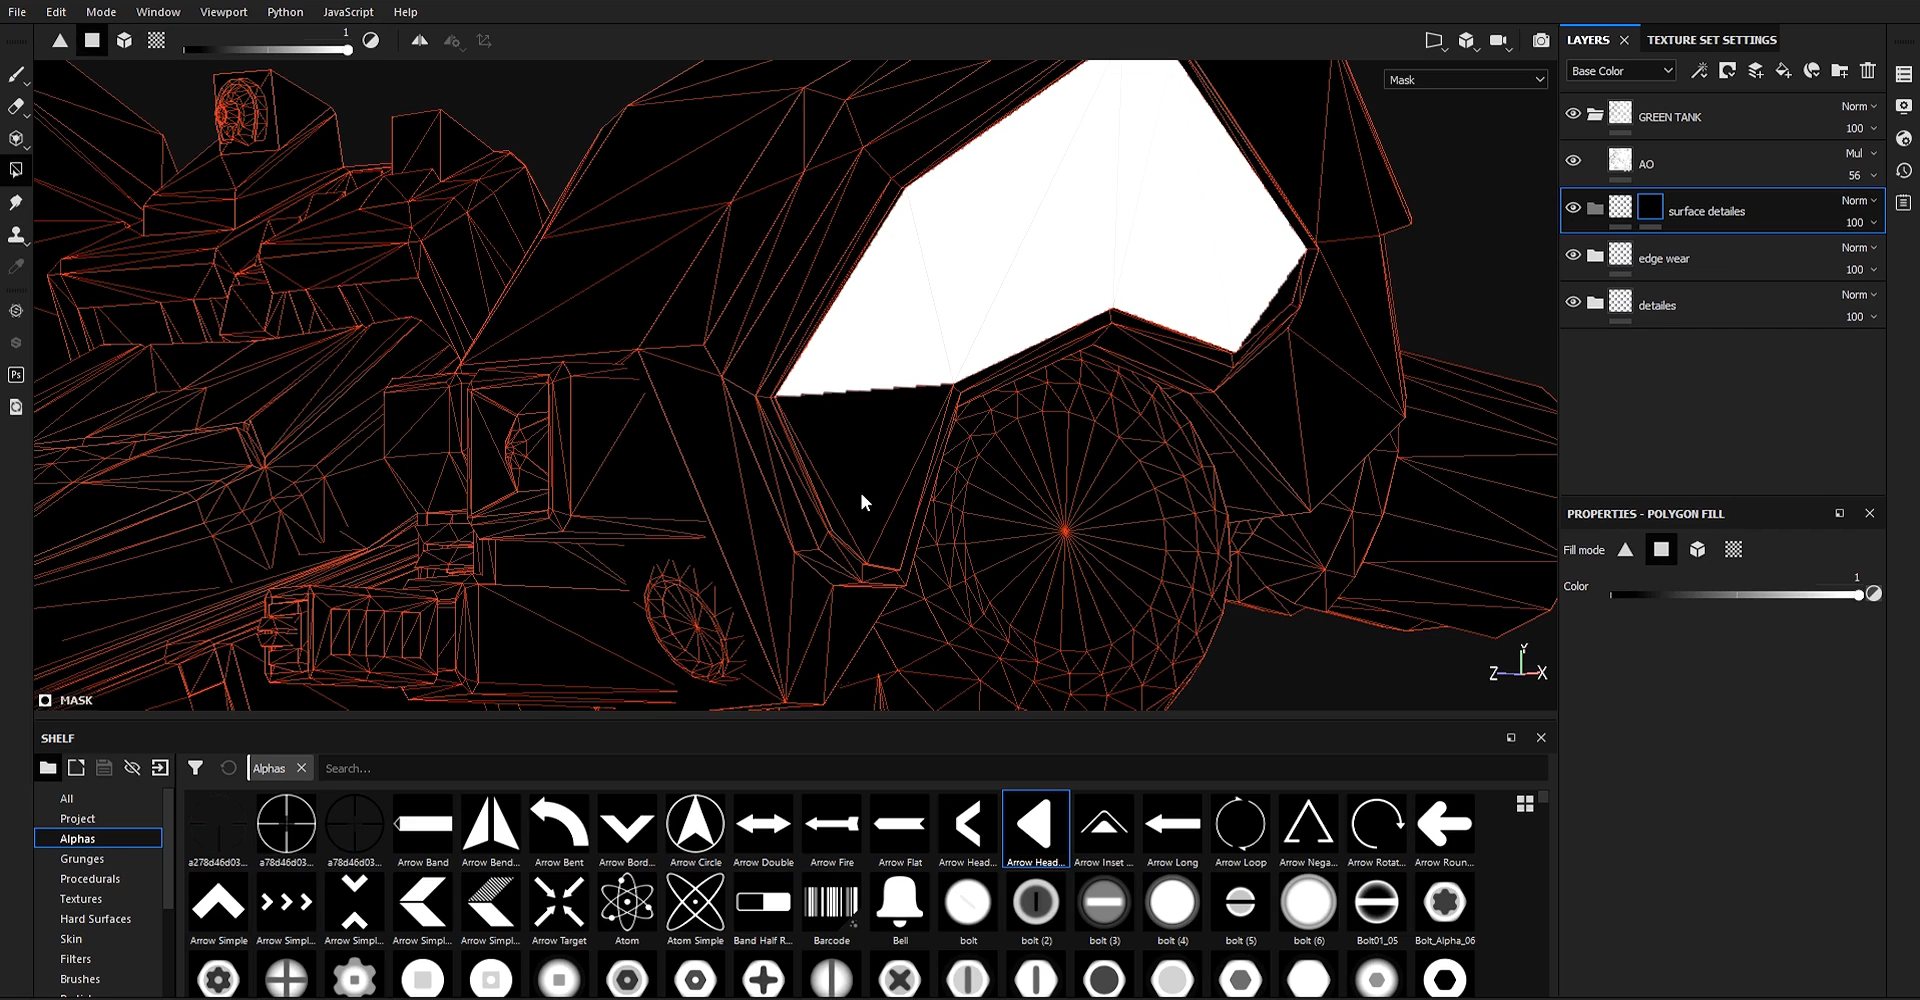 File Edit Mode Window Viewport Python JavaScript Help
1
Mask
MASK
Y
Z X
LAYERS TEXTURE SET SETTINGS
Base Color
GREEN TANK Norm 100
AO Mul 56
surface detailes Norm 100
edge wear Norm 100
detailes Norm 100
PROPERTIES - POLYGON FILL
Fill mode
Color 1
Ps
SHELF
Alphas Search...
All
Project
Alphas
Grunges
Procedurals
Textures
Hard Surfaces
Skin
Filters
Brushes
a278d46d03... a78d46d03... a78d46d03... Arrow Band Arrow Bend... Arrow Bent Arrow Bord... Arrow Circle Arrow Double Arrow Fire Arrow Flat Arrow Head... Arrow Head... Arrow Inset ... Arrow Long Arrow Loop Arrow Nega... Arrow Rotat... Arrow Roun...
Arrow Simple Arrow Simpl... Arrow Simpl... Arrow Simpl... Arrow Simpl... Arrow Target Atom Atom Simple Band Half R... Barcode Bell bolt bolt (2) bolt (3) bolt (4) bolt (5) bolt (6) Bolt01_05 Bolt_Alpha_06